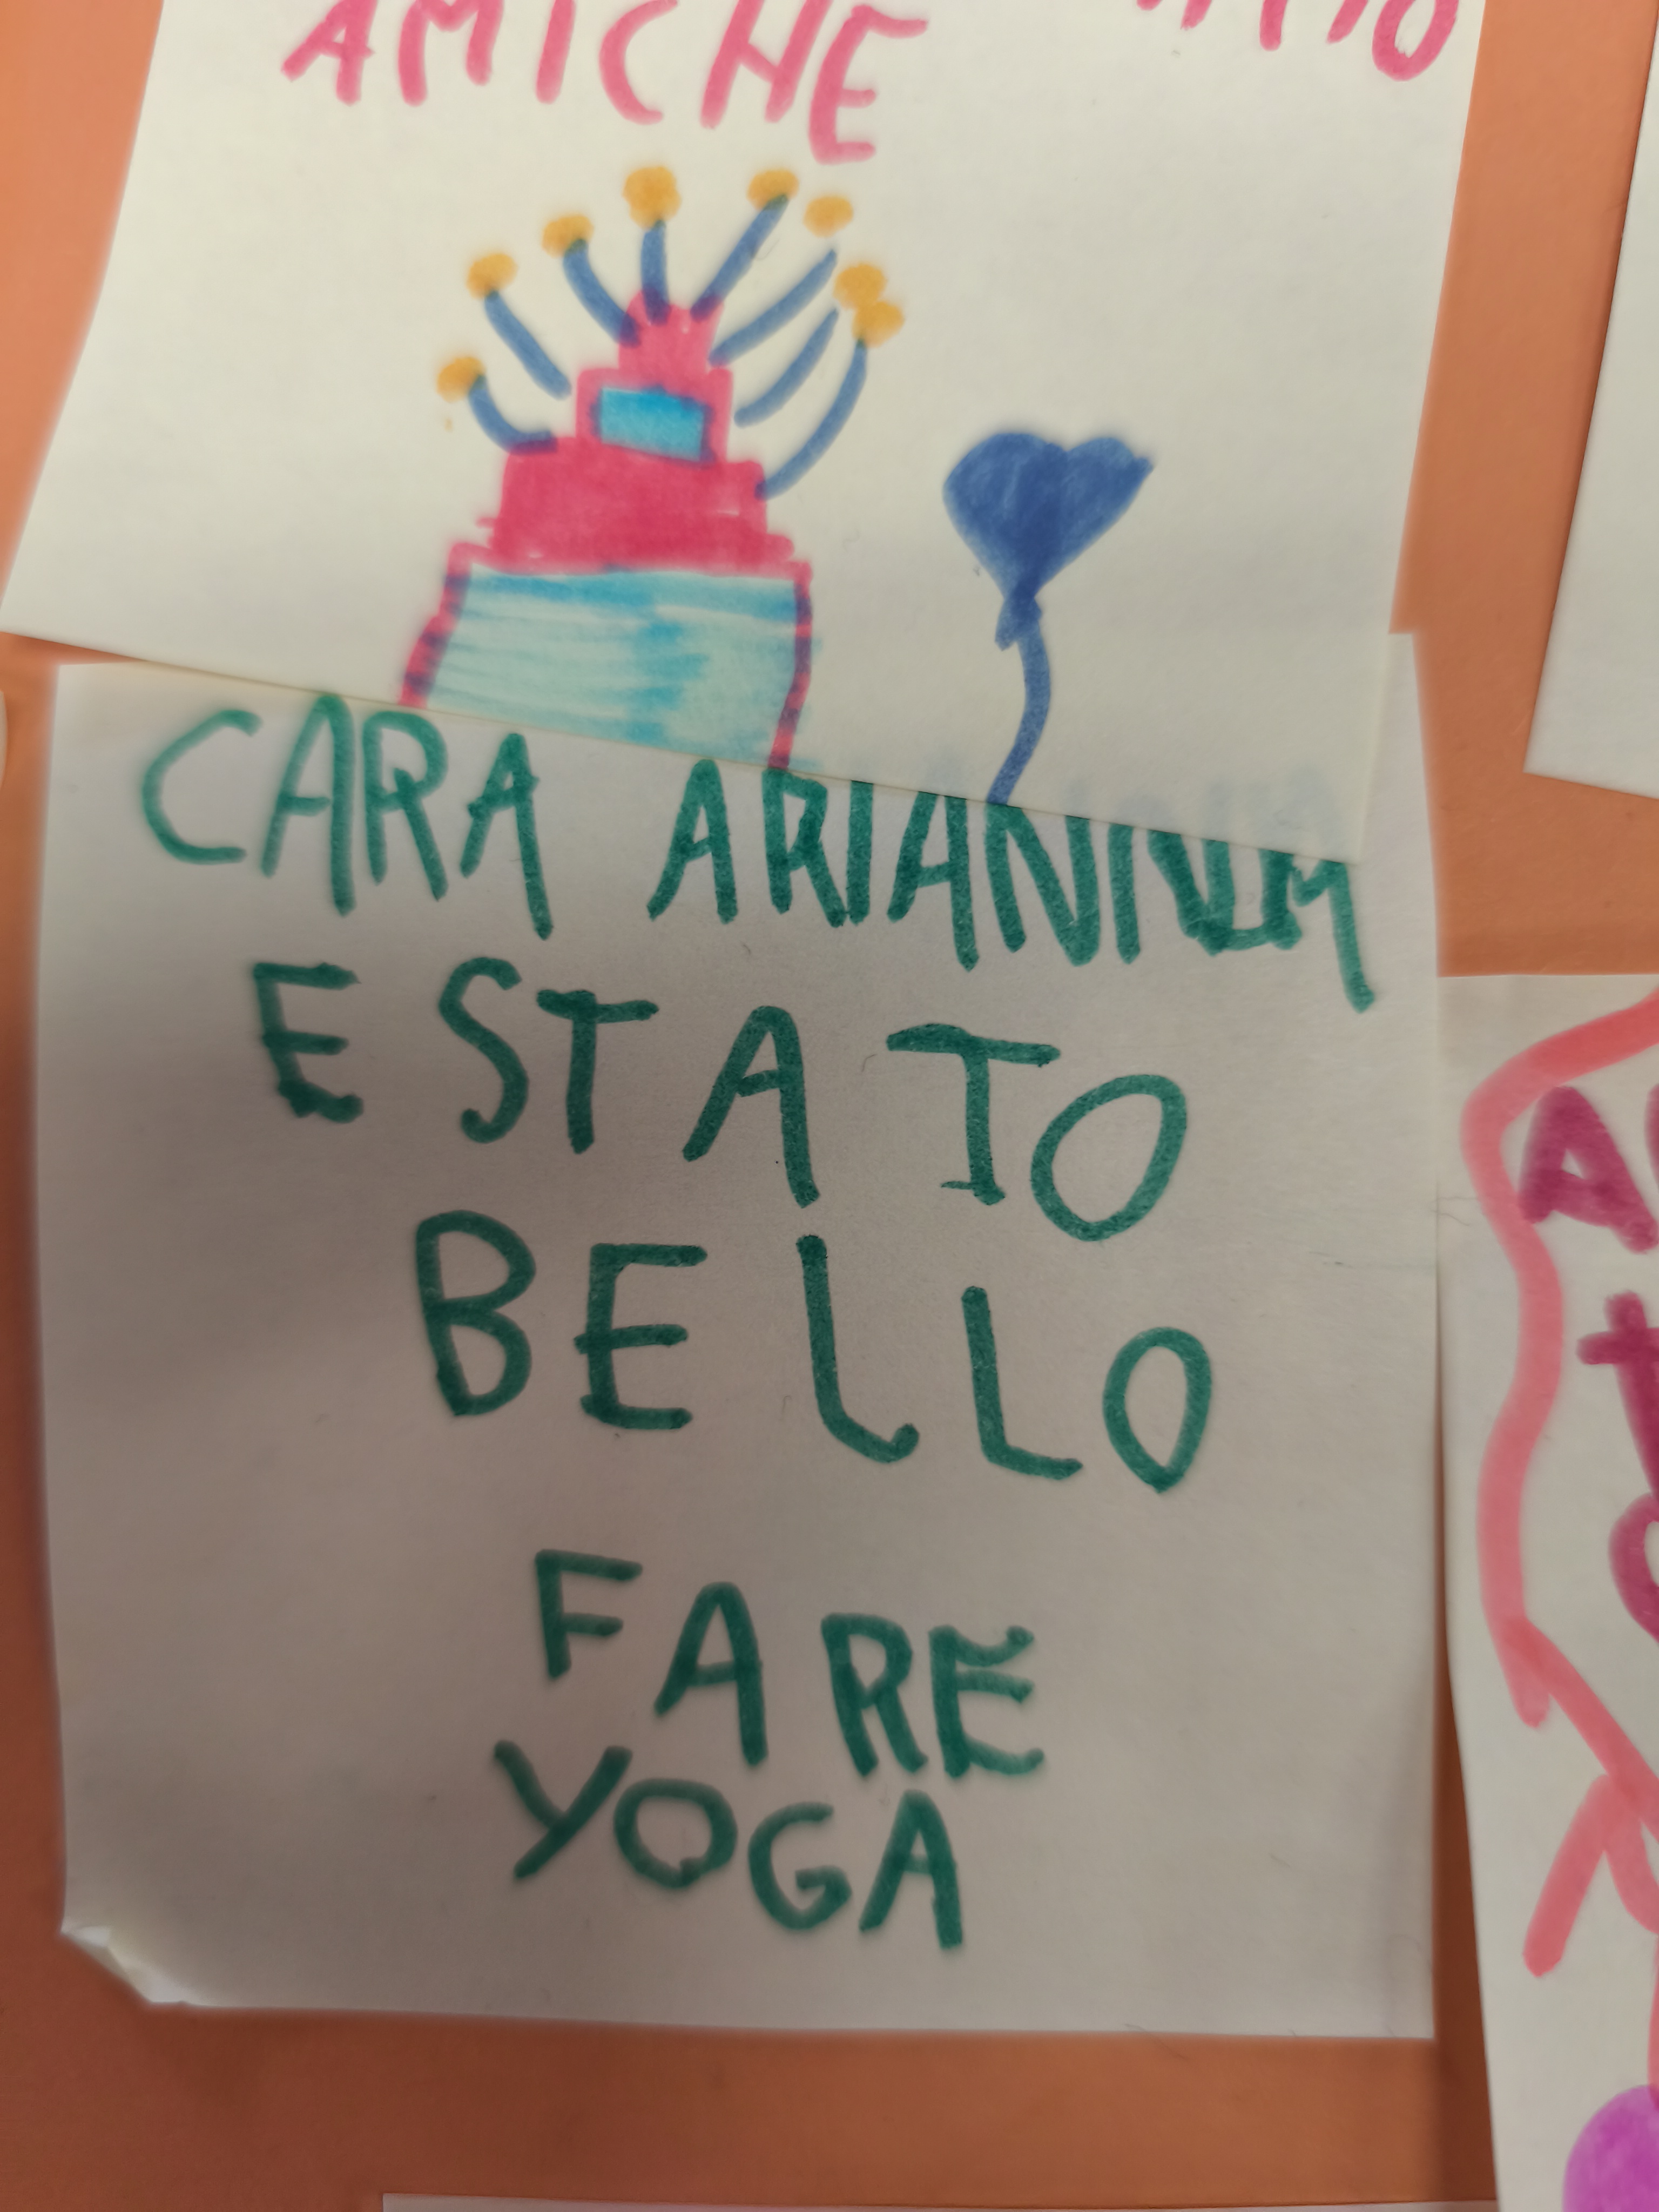 AMICHE
CARA ARIANNA
E STATO
BELLO
FARE
YOGA